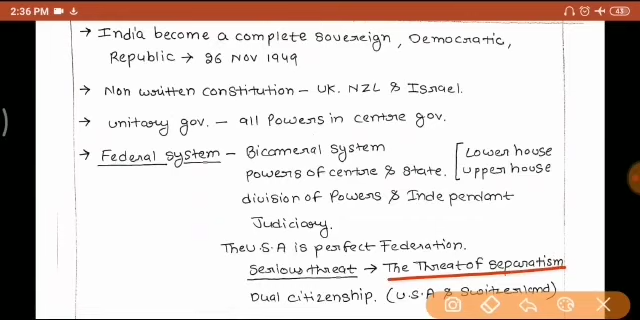 2:36 PM
43
→ India become a complete sovereign, Democratic,
Republic → 26 NOV 1949
→ Non written constitution - UK. NZL & Israel.
→ unitary gov. - all Powers in centre gov.
→ Federal system - Bicameral system
Lower house
powers of centre & state.
upper house
division of Powers & Independant
Judiciary.
The U.S.A is perfect Federation.
Serious threat → The Threat of separatism
Dual citizenship. (U.S.A & Switzerland)